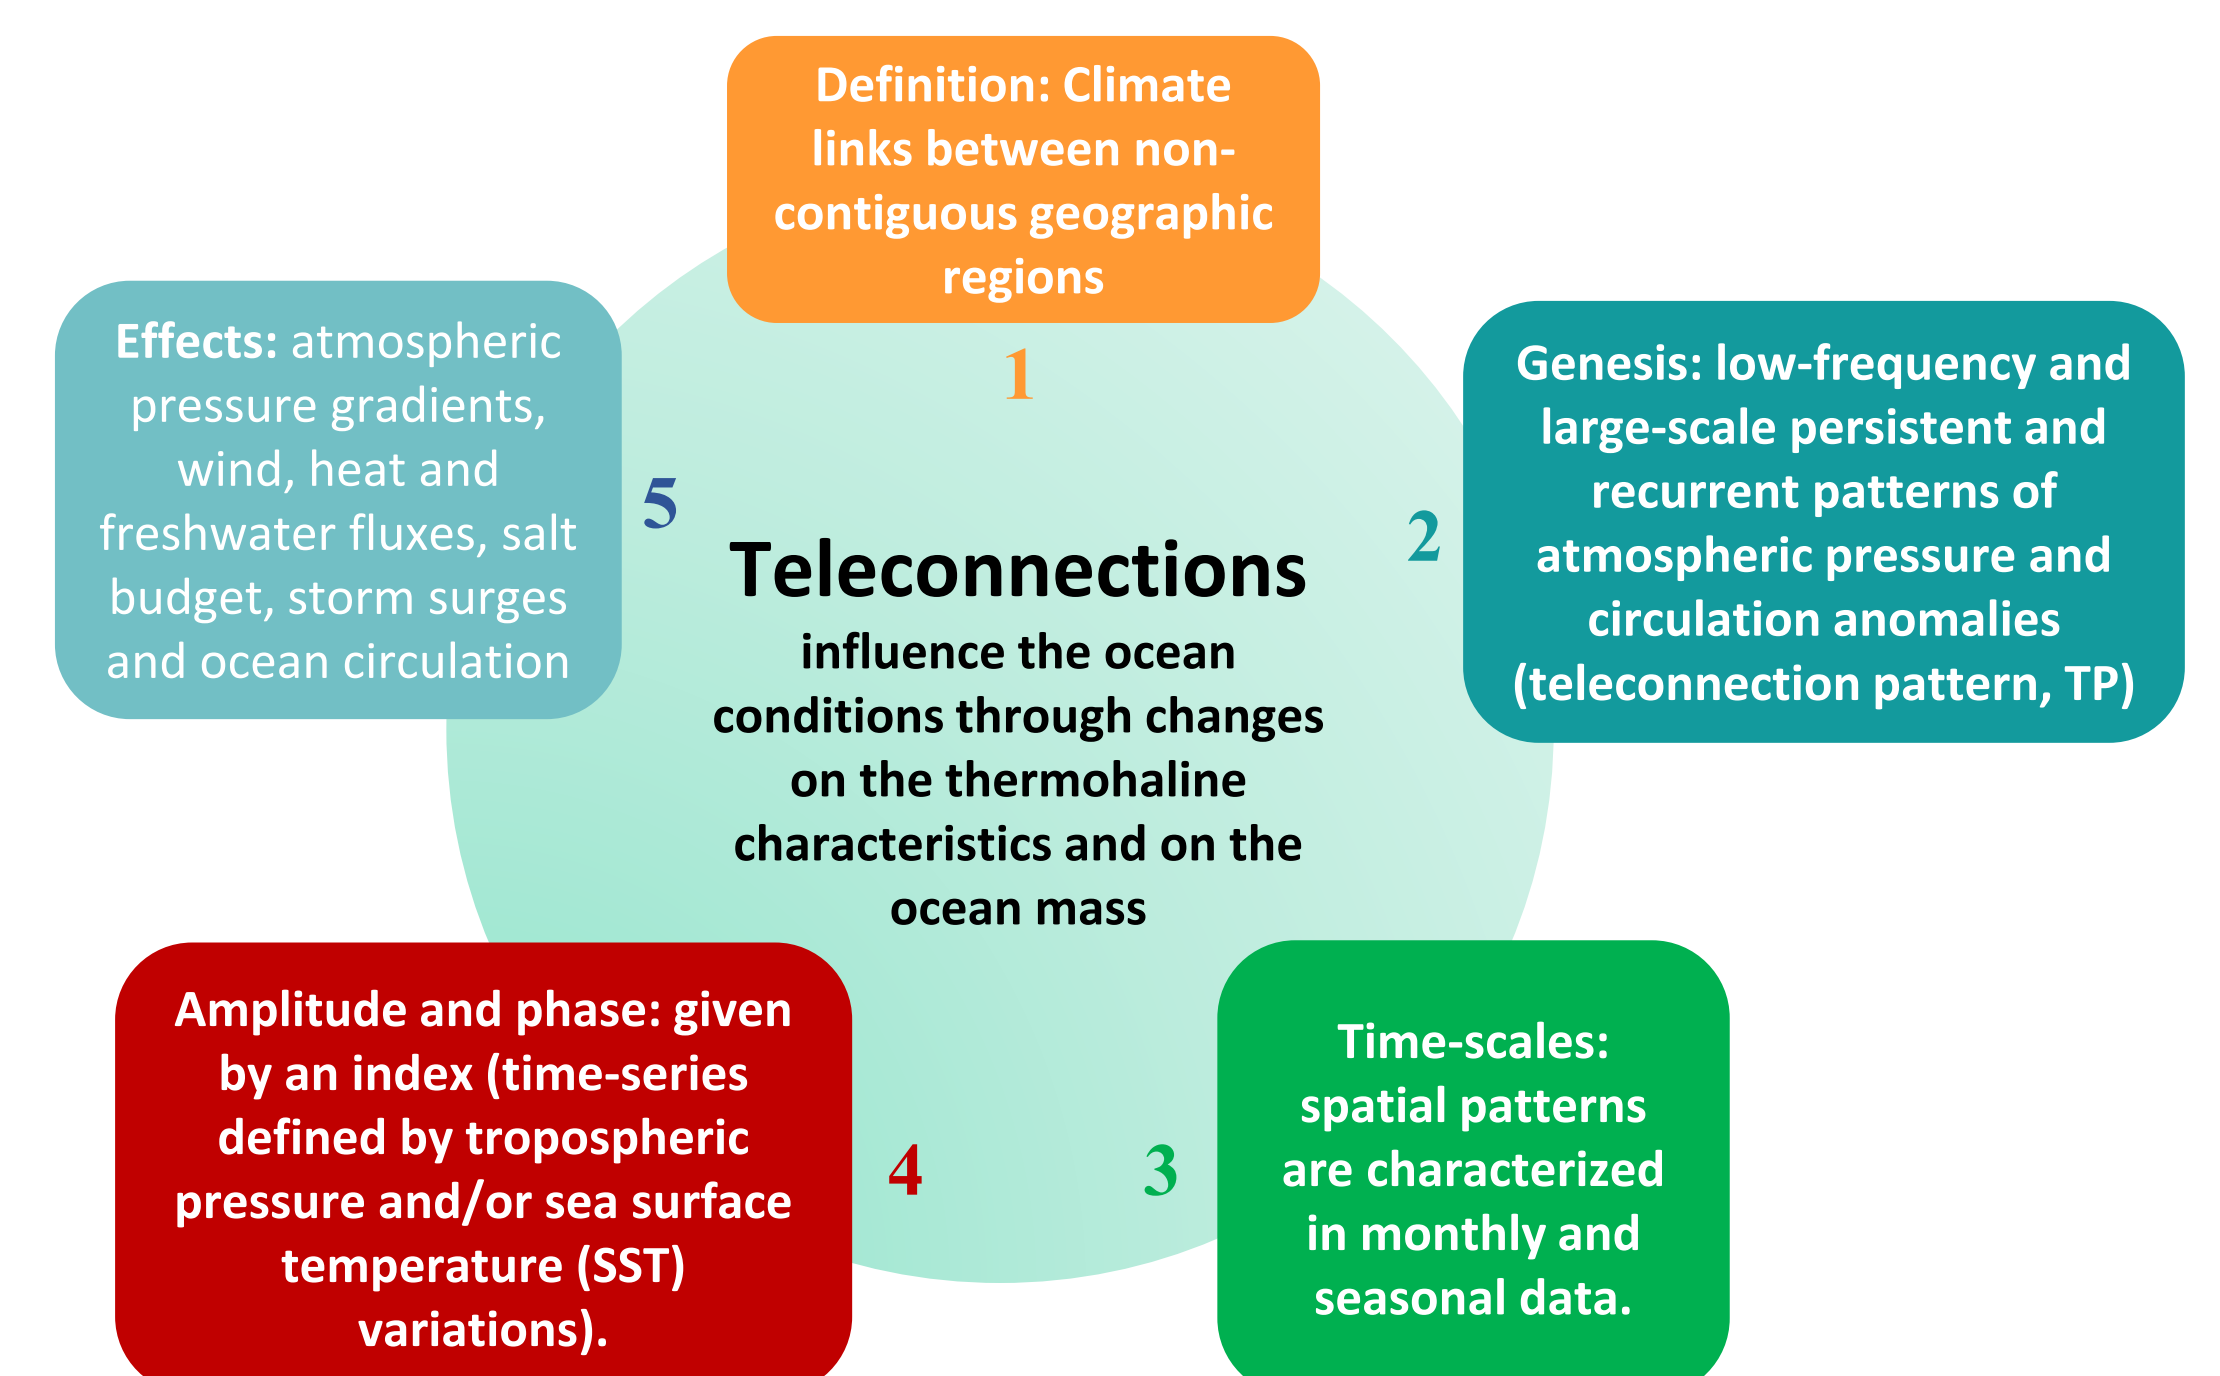 Definition: Climate
links between non-
contiguous geographic
regions
1
Genesis: low-frequency and
large-scale persistent and
recurrent patterns of
atmospheric pressure and
circulation anomalies
(teleconnection pattern, TP)
2
Time-scales:
spatial patterns
are characterized
in monthly and
seasonal data.
3
Amplitude and phase: given
by an index (time-series
defined by tropospheric
pressure and/or sea surface
temperature (SST)
variations).
4
Effects: atmospheric
pressure gradients,
wind, heat and
freshwater fluxes, salt
budget, storm surges
and ocean circulation
5
Teleconnections
influence the ocean
conditions through changes
on the thermohaline
characteristics and on the
ocean mass